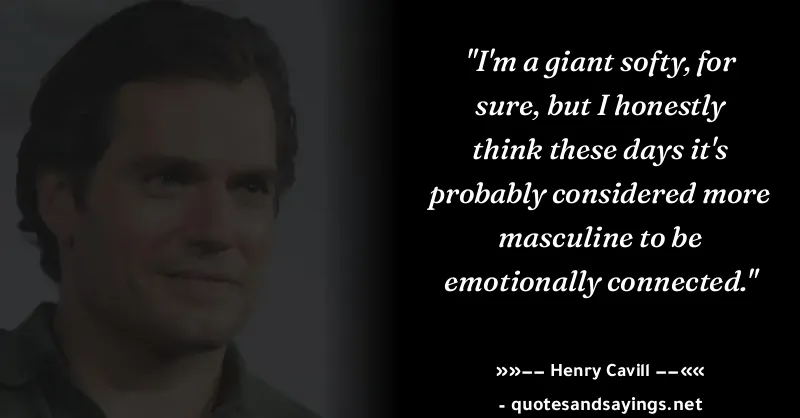 "I'm a giant softy, for
sure, but I honestly
think these days it's
probably considered more
masculine to be
emotionally connected."
»»−− Henry Cavill −−««
- quotesandsayings.net